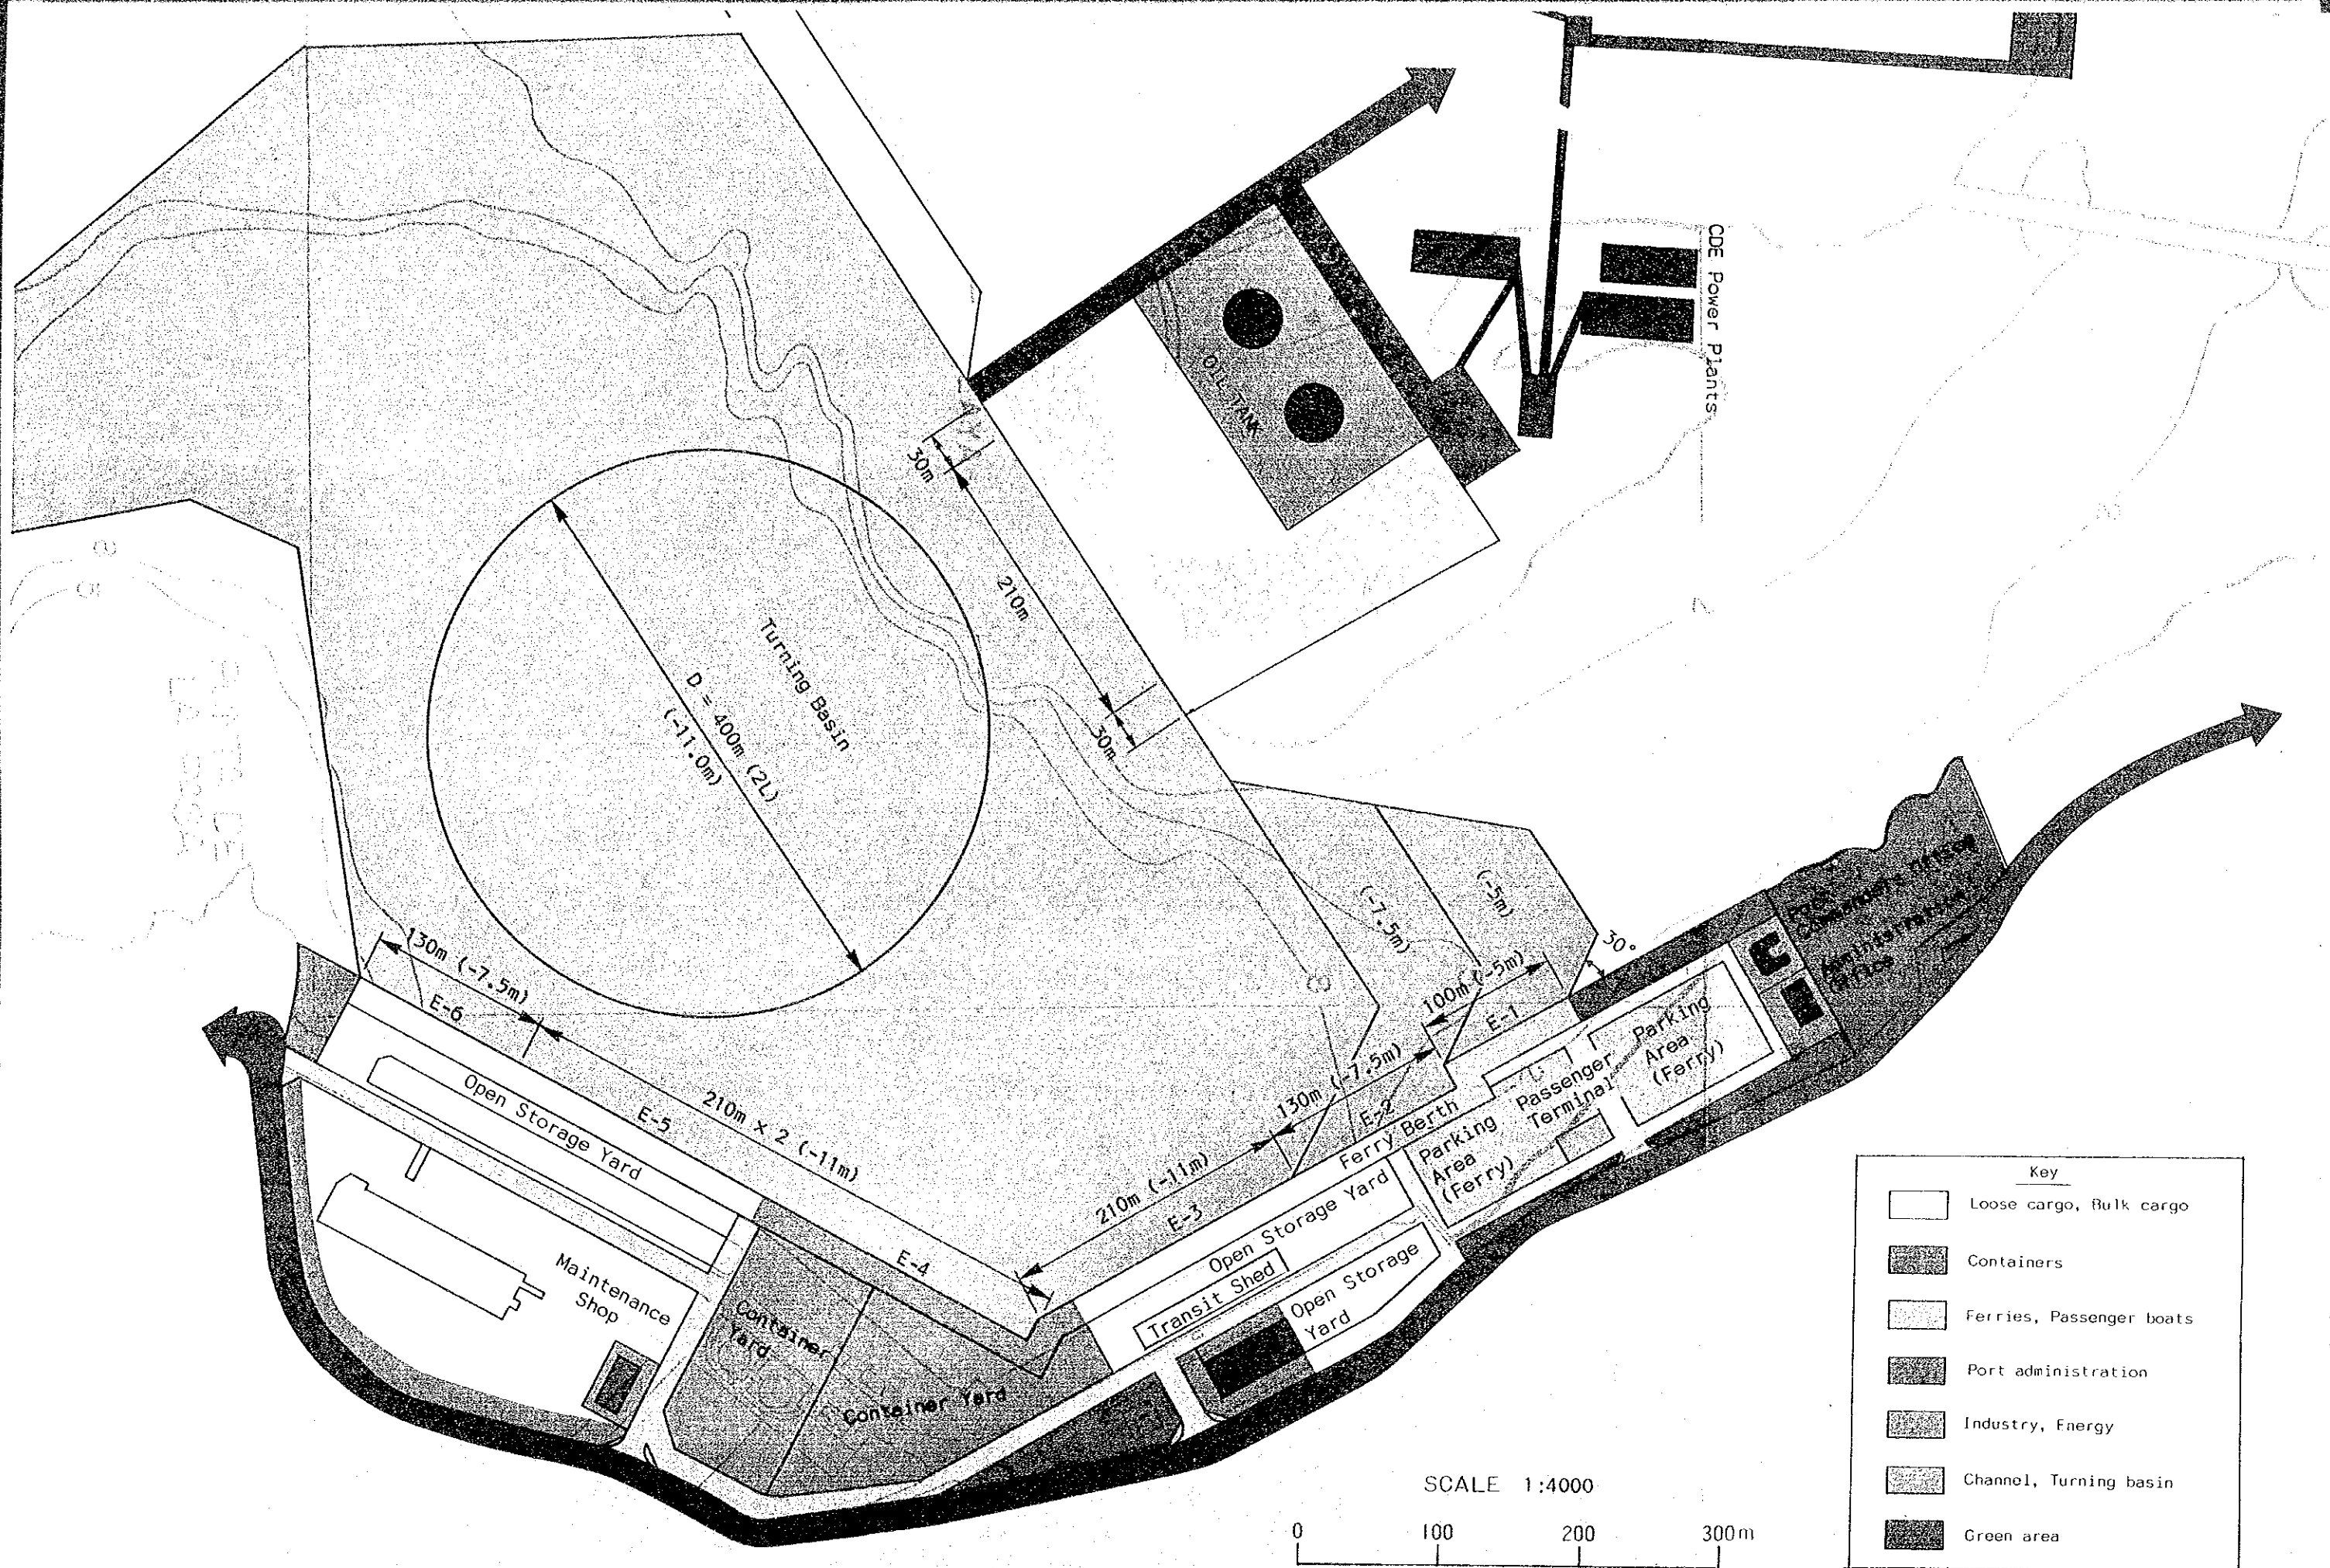 CDE Power Plants
OIL TANK
30m
210m
30m
Turning Basin
D = 400m (2L)
(-11.0m)
(-7.5m)
(-5m)
30°
130m (-7.5m)
E-6
210m x 2 (-11m)
E-5
E-4
210m (-11m)
E-3
130m (-7.5m)
E-2
100m (-5m)
E-1
Ferry Berth
Open Storage Yard
Maintenance
Shop
Container
Yard
Container Yard
Open Storage Yard
Transit Shed
Open Storage
Yard
Parking
Area
(Ferry)
Passenger
Terminal
Parking
Area
(Ferry)
Office
Administration
Office
SCALE 1:4000
0 100 200 300m
Key
Loose cargo, Bulk cargo
Containers
Ferries, Passenger boats
Port administration
Industry, Energy
Channel, Turning basin
Green area